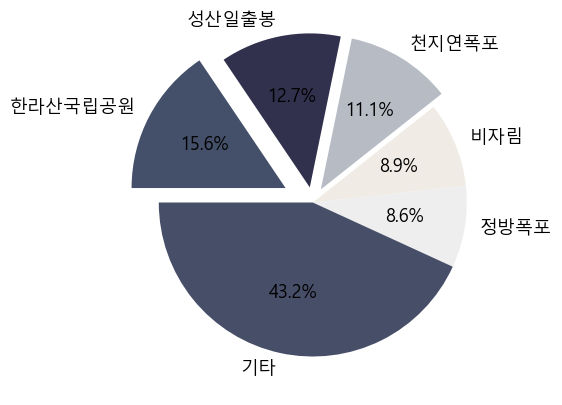 성산일출봉
천지연폭포
한라산국립공원
12.7%
11.1%
비자림
15.6%
8.9%
8.6%
정방폭포
43.2%
기타